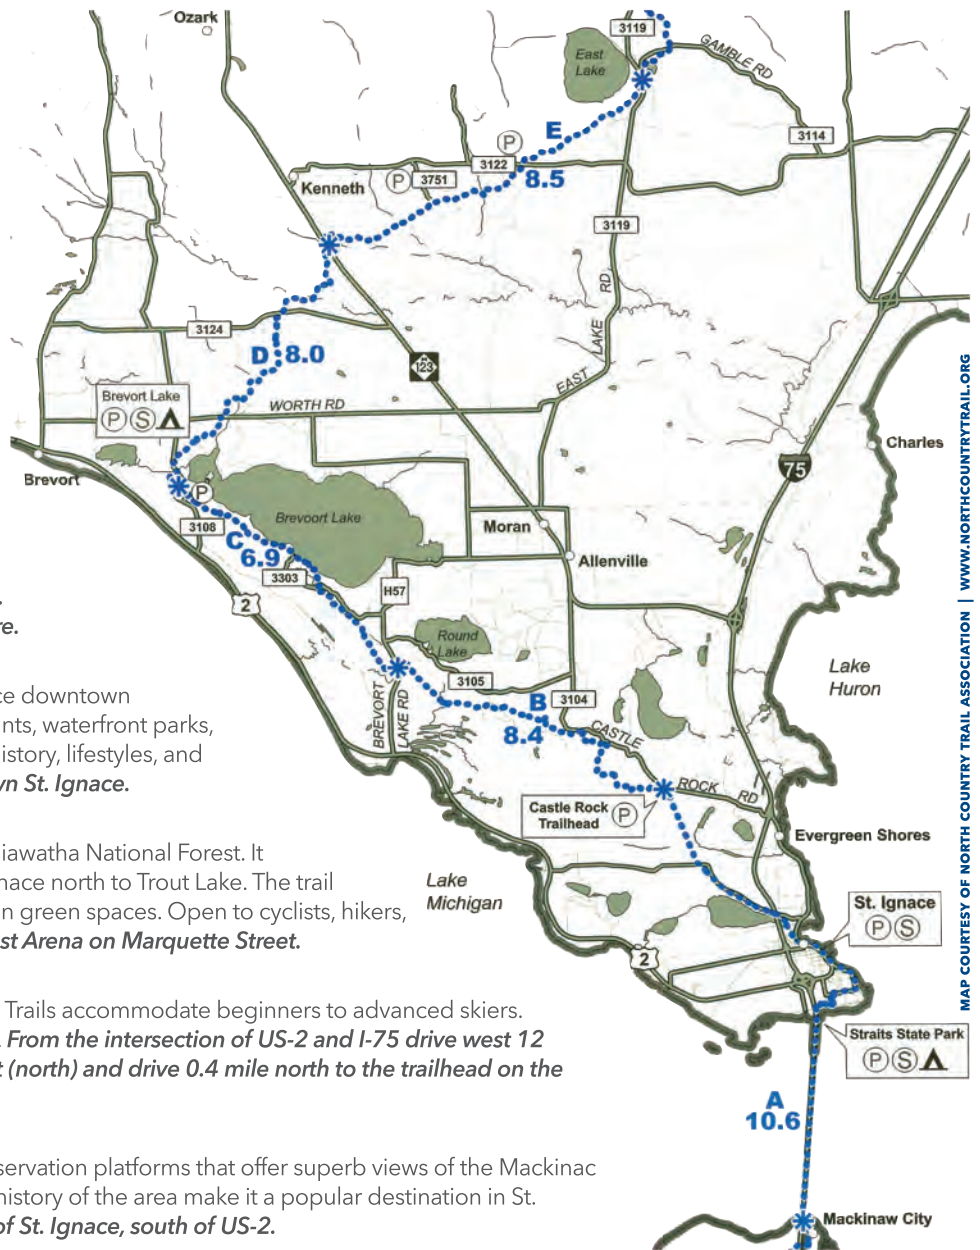 Ozark
3119
GAMBLE RD
East
Lake
E
3114
P
3122
8.5
P
3751
Kenneth
3119
3124
D 8.0
EAST LAKE RD
M
123
Brevort Lake
P S
WORTH RD
Charles
75
Brevort
P
Brevoort Lake
3108
C
6.9
Moran
Allenville
3303
H57
2
re.
Round
Lake
Lake
Huron
3105
ce downtown
B
3104
nts, waterfront parks,
BREVORT
LAKE RD
8.4
CASTLE ROCK RD
istory, lifestyles, and
wn St. Ignace.
Castle Rock
Trailhead
P
Evergreen Shores
iawatha National Forest. It
nace north to Trout Lake. The trail
n green spaces. Open to cyclists, hikers,
st Arena on Marquette Street.
Lake
Michigan
St. Ignace
P S
2
Trails accommodate beginners to advanced skiers.
. From the intersection of US-2 and I-75 drive west 12
t (north) and drive 0.4 mile north to the trailhead on the
Straits State Park
P S
A
10.6
servation platforms that offer superb views of the Mackinac
history of the area make it a popular destination in St.
of St. Ignace, south of US-2.
Mackinaw City
MAP COURTESY OF NORTH COUNTRY TRAIL ASSOCIATION | WWW.NORTHCOUNTRYTRAIL.ORG